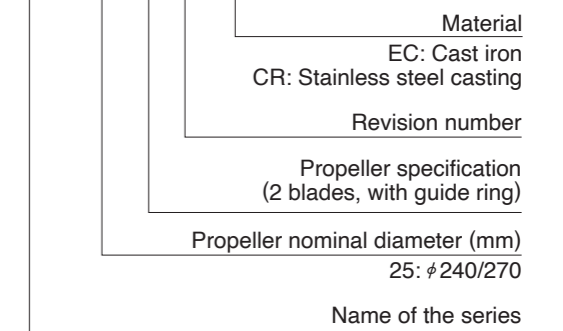 Material
EC: Cast iron
CR: Stainless steel casting
Revision number
Propeller specification
(2 blades, with guide ring)
Propeller nominal diameter (mm)
25: φ240/270
Name of the series